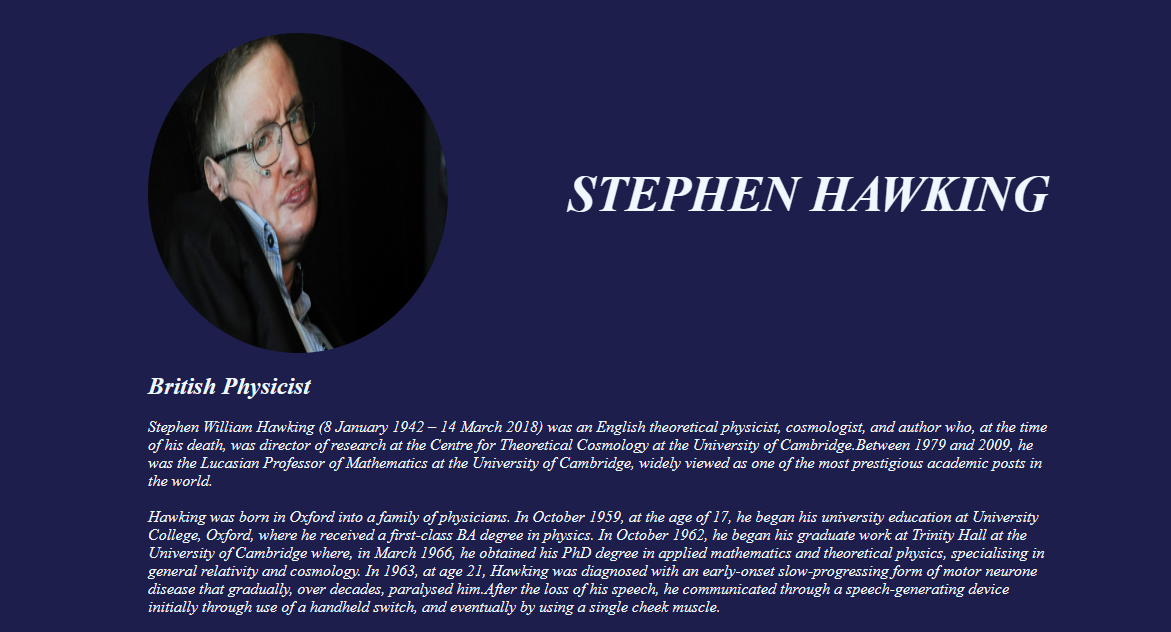 STEPHEN HAWKING
British Physicist
Stephen William Hawking (8 January 1942 – 14 March 2018) was an English theoretical physicist, cosmologist, and author who, at the time
of his death, was director of research at the Centre for Theoretical Cosmology at the University of Cambridge.Between 1979 and 2009, he
was the Lucasian Professor of Mathematics at the University of Cambridge, widely viewed as one of the most prestigious academic posts in
the world.
Hawking was born in Oxford into a family of physicians. In October 1959, at the age of 17, he began his university education at University
College, Oxford, where he received a first-class BA degree in physics. In October 1962, he began his graduate work at Trinity Hall at the
University of Cambridge where, in March 1966, he obtained his PhD degree in applied mathematics and theoretical physics, specialising in
general relativity and cosmology. In 1963, at age 21, Hawking was diagnosed with an early-onset slow-progressing form of motor neurone
disease that gradually, over decades, paralysed him.After the loss of his speech, he communicated through a speech-generating device
initially through use of a handheld switch, and eventually by using a single cheek muscle.